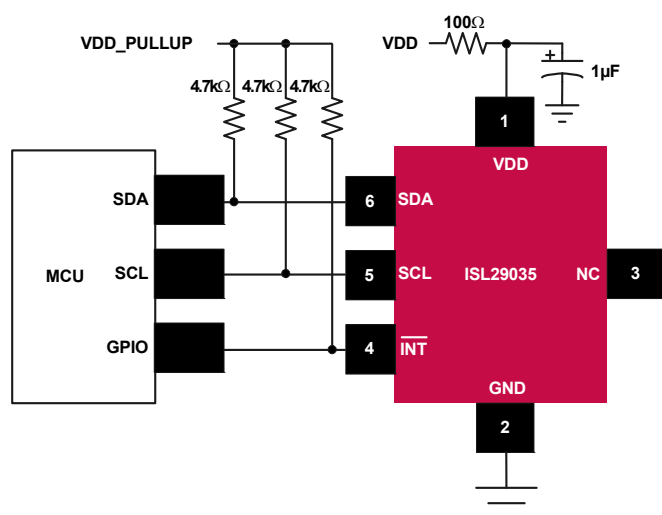 100Ω
VDD_PULLUP
VDD
4.7kΩ 4.7kΩ 4.7kΩ
1µF
1
VDD
SDA
6
SDA
MCU
SCL
5
SCL
ISL29035
NC
3
GPIO
4
INT
GND
2